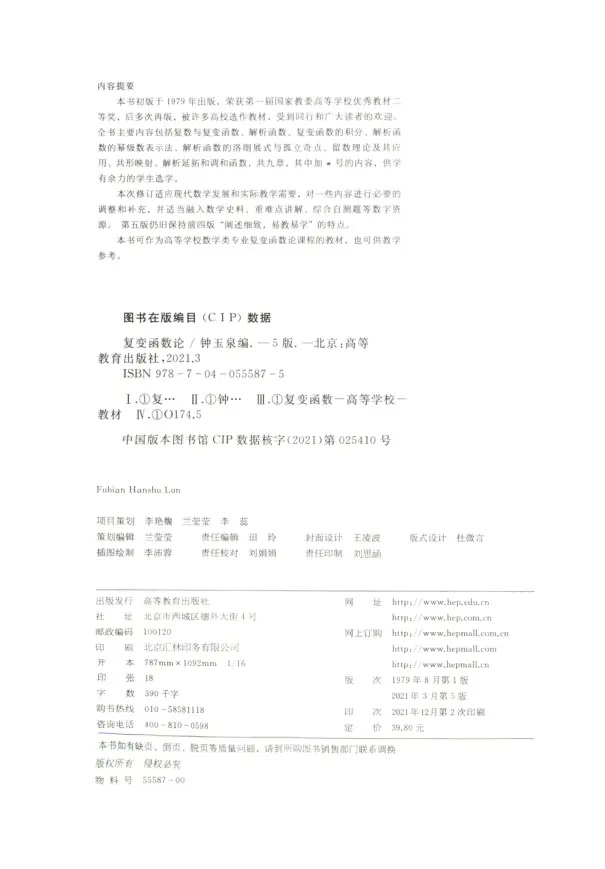 内容提要
本书初版于1979年出版，荣获第一届国家教委高等学校优秀教材二
等奖，后多次再版，被许多高校选作教材，受到同行和广大读者的欢迎。
全书主要内容包括复数与复变函数、解析函数、复变函数的积分、解析函
数的幂级数表示法、解析函数的洛朗展式与孤立奇点、留数理论及其应
用、共形映射、解析延拓和调和函数，共九章，其中加*号的内容，供学
有余力的学生选学。
本次修订适应现代数学发展和实际教学需要，对一些内容进行必要的
调整和补充，并适当融入数学史料、重难点讲解、综合自测题等数字资
源。 第五版仍旧保持前四版“阐述细致，易教易学”的特点。
本书可作为高等学校数学类专业复变函数论课程的教材，也可供教学
参考。
图书在版编目（CIP）数据
复变函数论 / 钟玉泉编. —5版. —北京：高等
教育出版社，2021.3
ISBN 978-7-04-055587-5
Ⅰ.①复… Ⅱ.①钟… Ⅲ.①复变函数－高等学校－
教材 Ⅳ.①O174.5
中国版本图书馆CIP数据核字（2021）第025410号
Fubian Hanshu Lun
项目策划 李艳馥 兰莹莹 李 蕊
策划编辑 兰莹莹 责任编辑 田 玲 封面设计 王凌波 版式设计 杜微言
插图绘制 李沛蓉 责任校对 刘娟娟 责任印制 刘思涵
出版发行 高等教育出版社 网 址 http://www.hep.edu.cn
社 址 北京市西城区德外大街4号 http://www.hep.com.cn
邮政编码 100120 网上订购 http://www.hepmall.com.cn
印 刷 北京汇林印务有限公司 http://www.hepmall.com
开 本 787mm×1092mm 1/16 http://www.hepmall.cn
印 张 18 版 次 1979年8月第1版
字 数 390千字 2021年3月第5版
购书热线 010-58581118 印 次 2021年12月第2次印刷
咨询电话 400-810-0598 定 价 39.80元
本书如有缺页、倒页、脱页等质量问题，请到所购图书销售部门联系调换
版权所有 侵权必究
物 料 号 55587-00